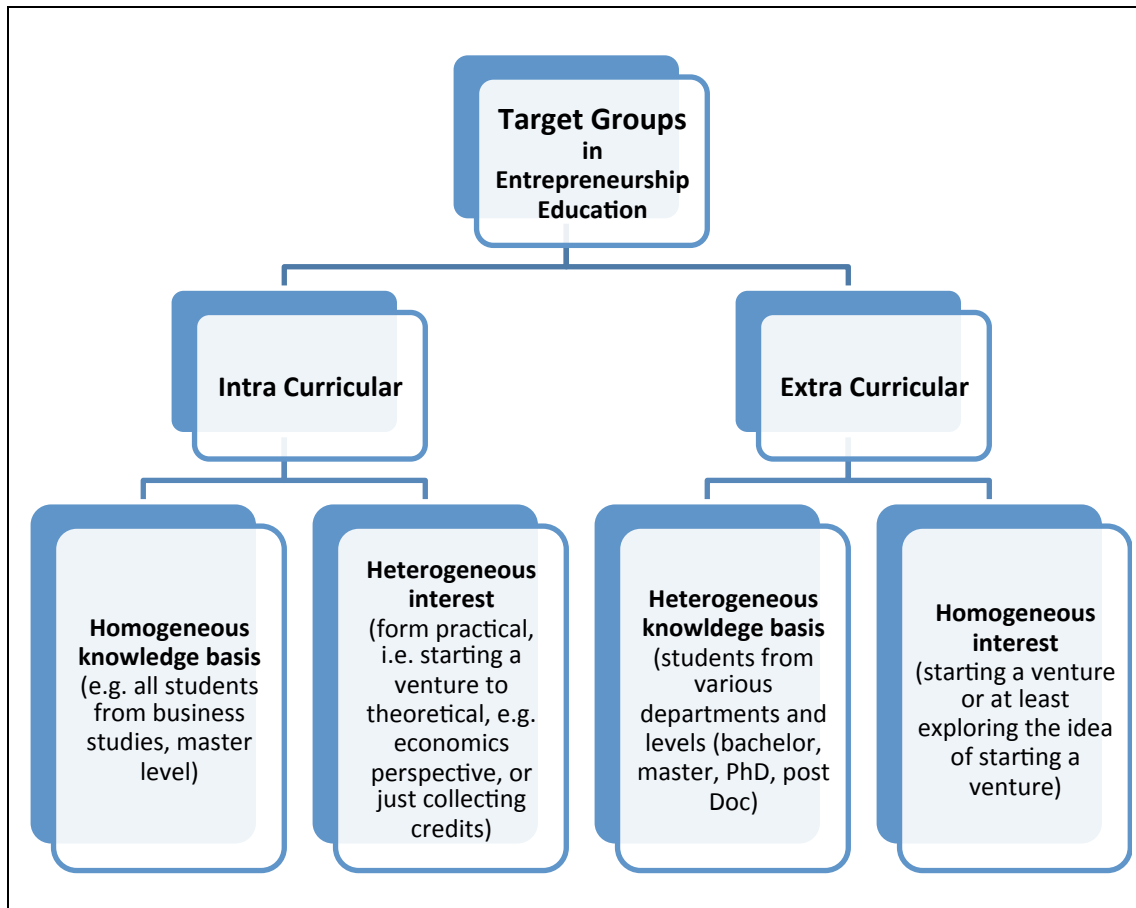 Target Groups
in
Entrepreneurship
Education
Intra Curricular
Extra Curricular
Homogeneous
knowledge basis
(e.g. all students
from business
studies, master
level)
Heterogeneous
interest
(form practical,
i.e. starting a
venture to
theoretical, e.g.
economics
perspective, or
just collecting
credits)
Heterogeneous
knowldege basis
(students from
various
departments and
levels (bachelor,
master, PhD, post
Doc)
Homogeneous
interest
(starting a venture
or at least
exploring the idea
of starting a
venture)